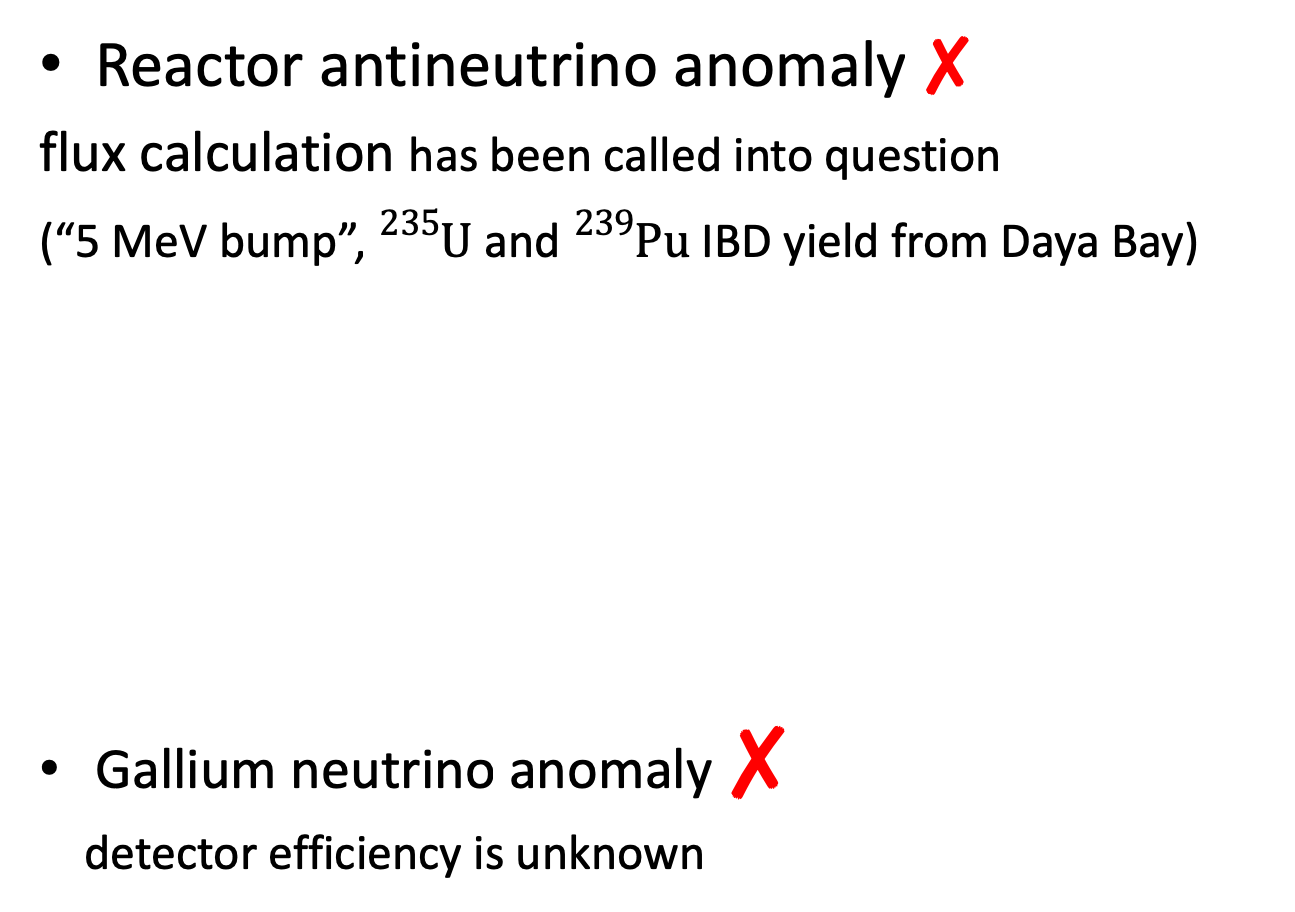 • Reactor antineutrino anomaly ✗
flux calculation has been called into question
(“5 MeV bump”, ²³⁵U and ²³⁹Pu IBD yield from Daya Bay)
• Gallium neutrino anomaly ✗
detector efficiency is unknown